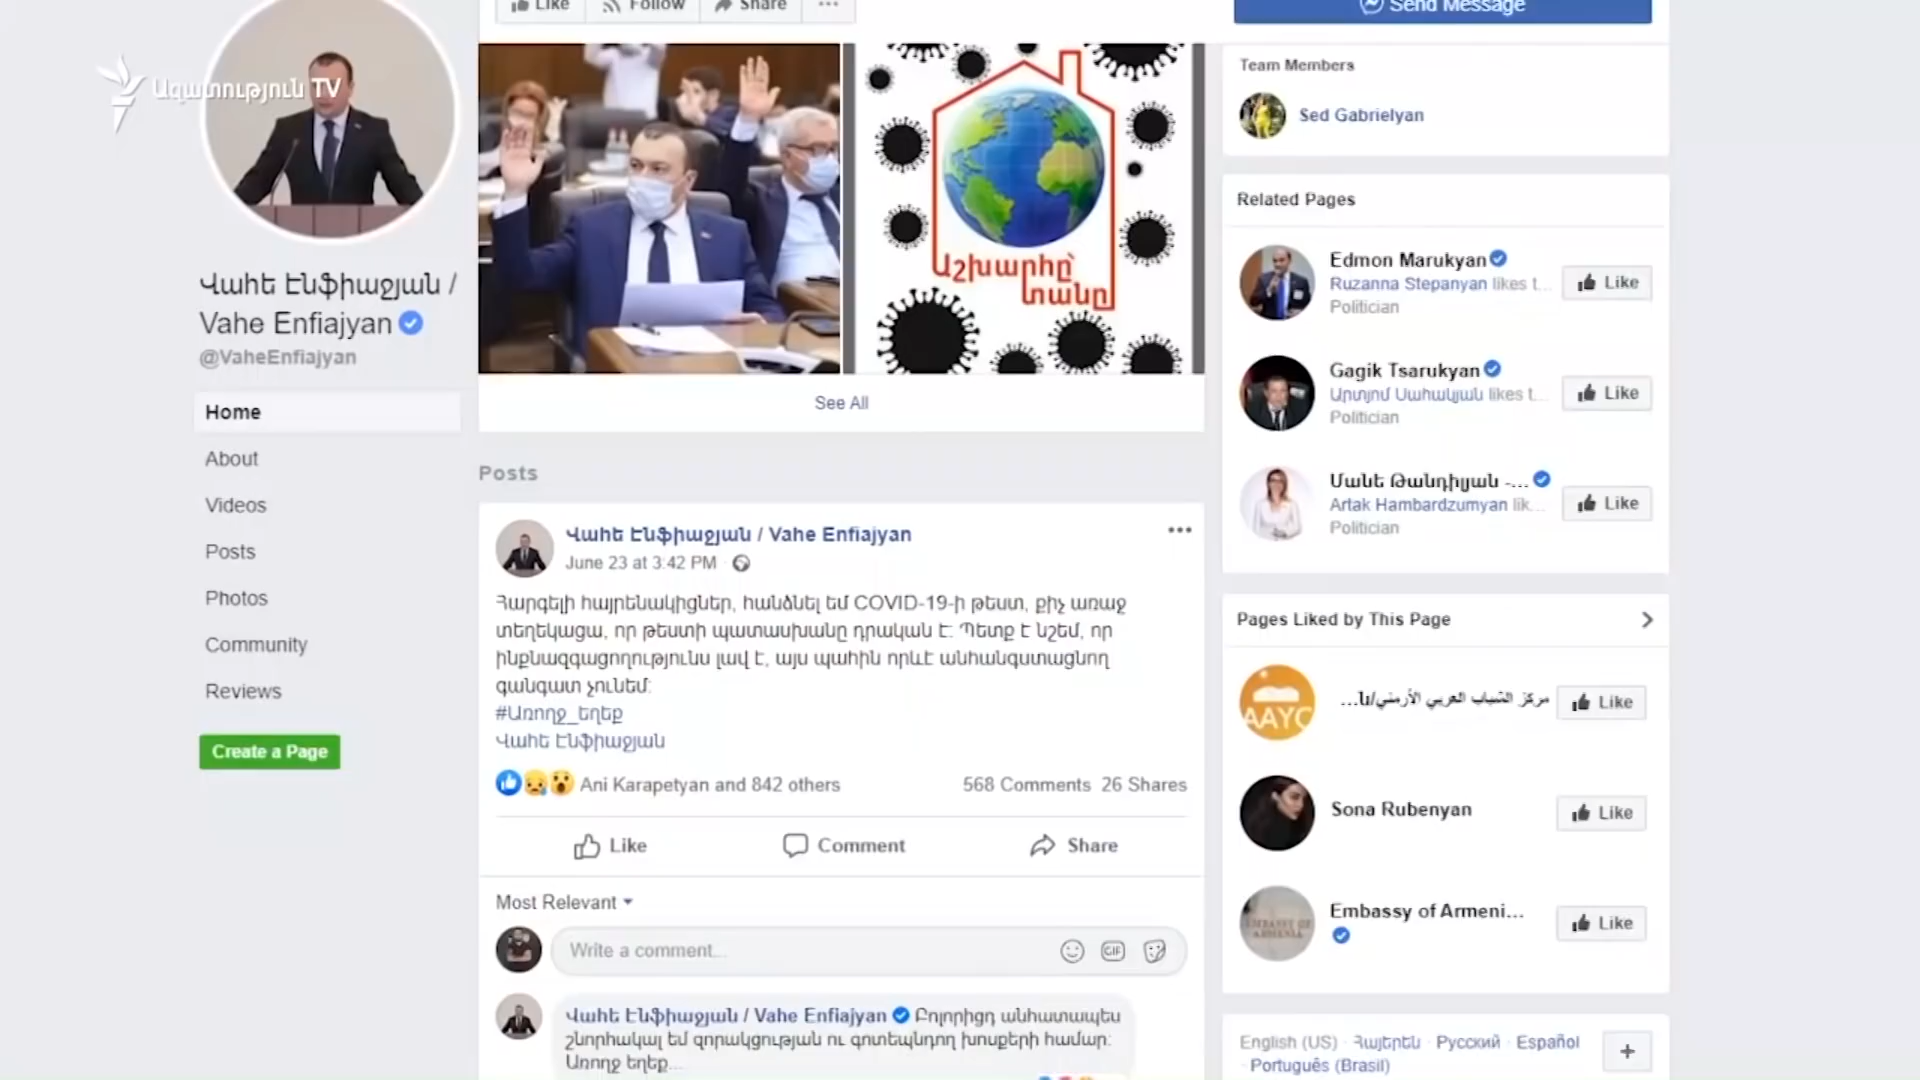 Like
Follow
Share
Send Message
Ազատություն TV
Վահե Էնֆիաջյան /
Vahe Enfiajyan
@VaheEnfiajyan
Home
About
Videos
Posts
Photos
Community
Reviews
Create a Page
Աշխարհը՝
տանը
See All
Posts
Վահե Էնֆիաջյան / Vahe Enfiajyan
June 23 at 3:42 PM
Հարգելի հայրենակիցներ, հանձնել եմ COVID-19-ի թեստ, քիչ առաջ
տեղեկացա, որ թեստի պատասխանը դրական է: Պետք է նշեմ, որ
ինքնազգացողությունս լավ է, այս պահին որևէ անհանգստացնող
գանգատ չունեմ:
#Առողջ_եղեք
Վահե Էնֆիաջյան
Ani Karapetyan and 842 others
568 Comments 26 Shares
Like
Comment
Share
Most Relevant
Write a comment...
GIF
Վահե Էնֆիաջյան / Vahe Enfiajyan Բոլորիցդ անհատապես
շնորհակալ եմ զորակցության ու գոտեպնդող խոսքերի համար:
Առողջ եղեք...
Team Members
Sed Gabrielyan
Related Pages
Edmon Marukyan
Ruzanna Stepanyan likes t...
Politician
Like
Gagik Tsarukyan
Արտյոմ Սահակյան likes t...
Politician
Like
Մանե Թանդիլյան -...
Artak Hambardzumyan lik...
Politician
Like
Pages Liked by This Page
AAYC
مركز الشباب العربي الأرمني/Ա...
Like
Sona Rubenyan
Like
EMBASSY OF
ARMENIA
Embassy of Armeni...
Like
English (US) · Հայերեն · Русский · Español
· Português (Brasil)